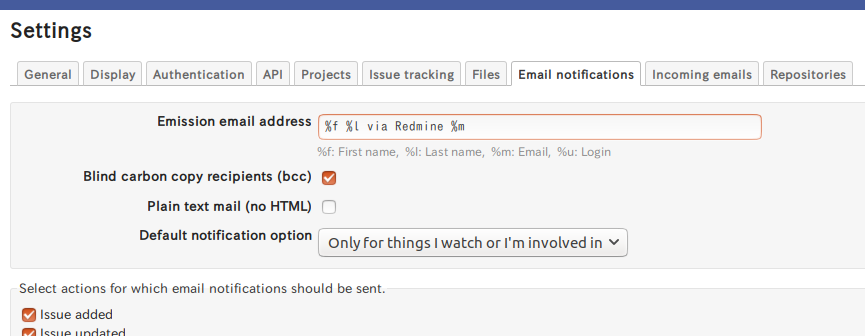 Settings
General Display Authentication API Projects Issue tracking Files Email notifications Incoming emails Repositories
Emission email address %f %l via Redmine %m
%f: First name, %l: Last name, %m: Email, %u: Login
Blind carbon copy recipients (bcc)
Plain text mail (no HTML)
Default notification option Only for things I watch or I'm involved in
Select actions for which email notifications should be sent.
Issue added
Issue updated